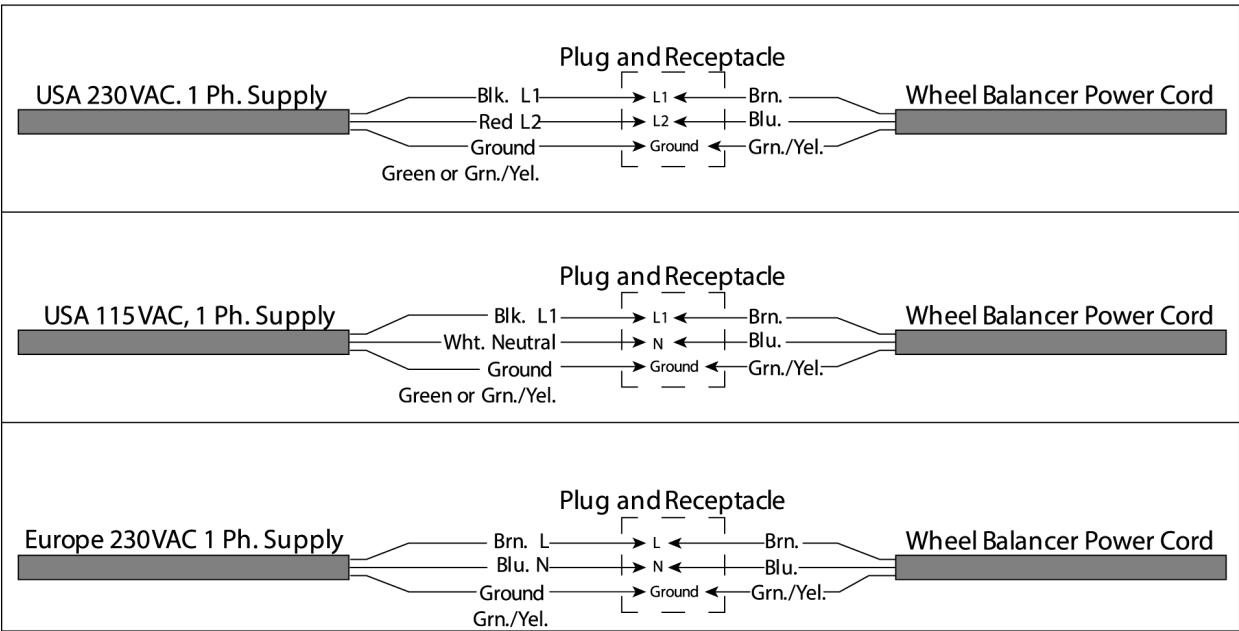 Plug and Receptacle
USA 230VAC. 1 Ph. Supply Blk. L1 L1 Brn. Wheel Balancer Power Cord
Red L2 L2 Blu.
Ground Ground Grn./Yel.
Green or Grn./Yel.
Plug and Receptacle
USA 115VAC, 1 Ph. Supply Blk. L1 L1 Brn. Wheel Balancer Power Cord
Wht. Neutral N Blu.
Ground Ground Grn./Yel.
Green or Grn./Yel.
Plug and Receptacle
Europe 230VAC 1 Ph. Supply Brn. L L Brn. Wheel Balancer Power Cord
Blu. N N Blu.
Ground Ground Grn./Yel.
Grn./Yel.